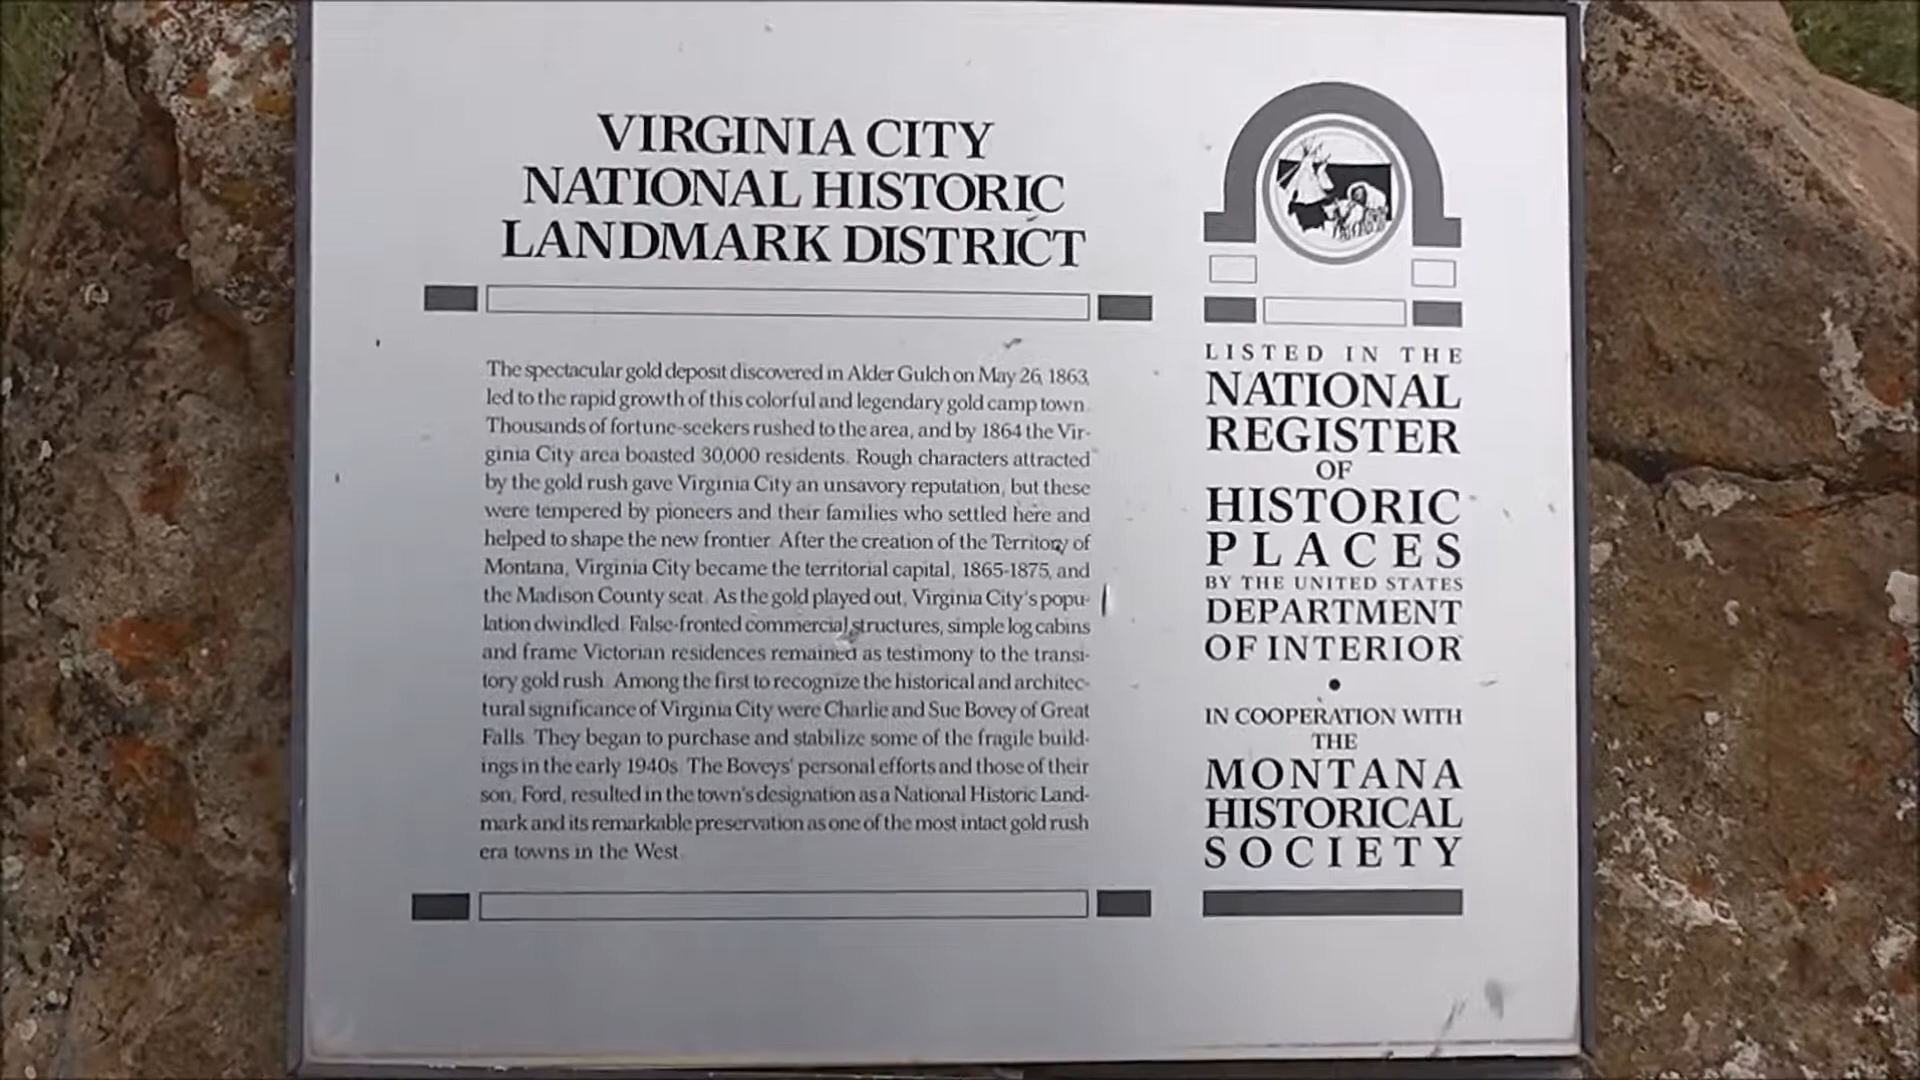 VIRGINIA CITY
NATIONAL HISTORIC
LANDMARK DISTRICT
The spectacular gold deposit discovered in Alder Gulch on May 26, 1863,
led to the rapid growth of this colorful and legendary gold camp town.
Thousands of fortune-seekers rushed to the area, and by 1864 the Vir-
ginia City area boasted 30,000 residents. Rough characters attracted
by the gold rush gave Virginia City an unsavory reputation, but these
were tempered by pioneers and their families who settled here and
helped to shape the new frontier. After the creation of the Territory of
Montana, Virginia City became the territorial capital, 1865-1875, and
the Madison County seat. As the gold played out, Virginia City's popu-
lation dwindled. False-fronted commercial structures, simple log cabins
and frame Victorian residences remained as testimony to the transi-
tory gold rush. Among the first to recognize the historical and architec-
tural significance of Virginia City were Charlie and Sue Bovey of Great
Falls. They began to purchase and stabilize some of the fragile build-
ings in the early 1940s. The Boveys' personal efforts and those of their
son, Ford, resulted in the town's designation as a National Historic Land-
mark and its remarkable preservation as one of the most intact gold rush
era towns in the West.
LISTED IN THE
NATIONAL
REGISTER
OF
HISTORIC
PLACES
BY THE UNITED STATES
DEPARTMENT
OF INTERIOR
•
IN COOPERATION WITH
THE
MONTANA
HISTORICAL
SOCIETY